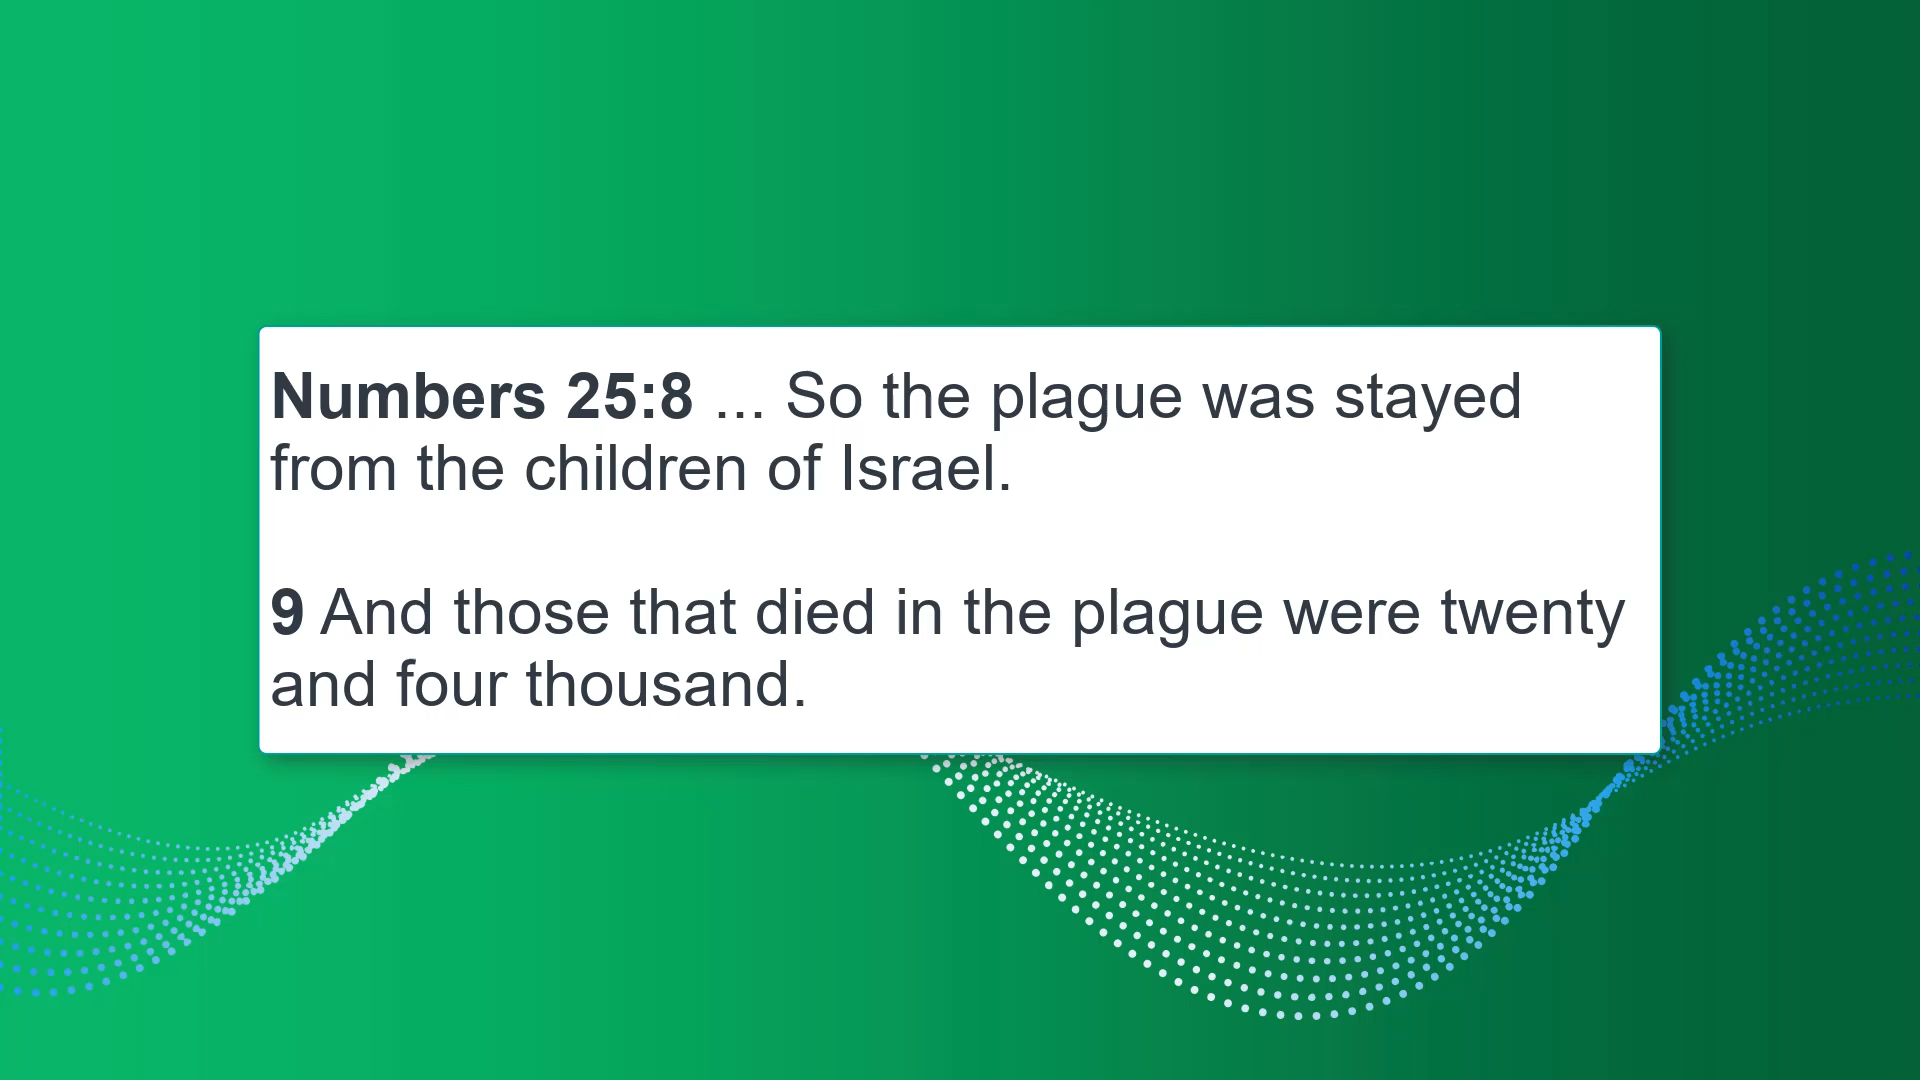 Numbers 25:8 ... So the plague was stayed
from the children of Israel.
9 And those that died in the plague were twenty
and four thousand.